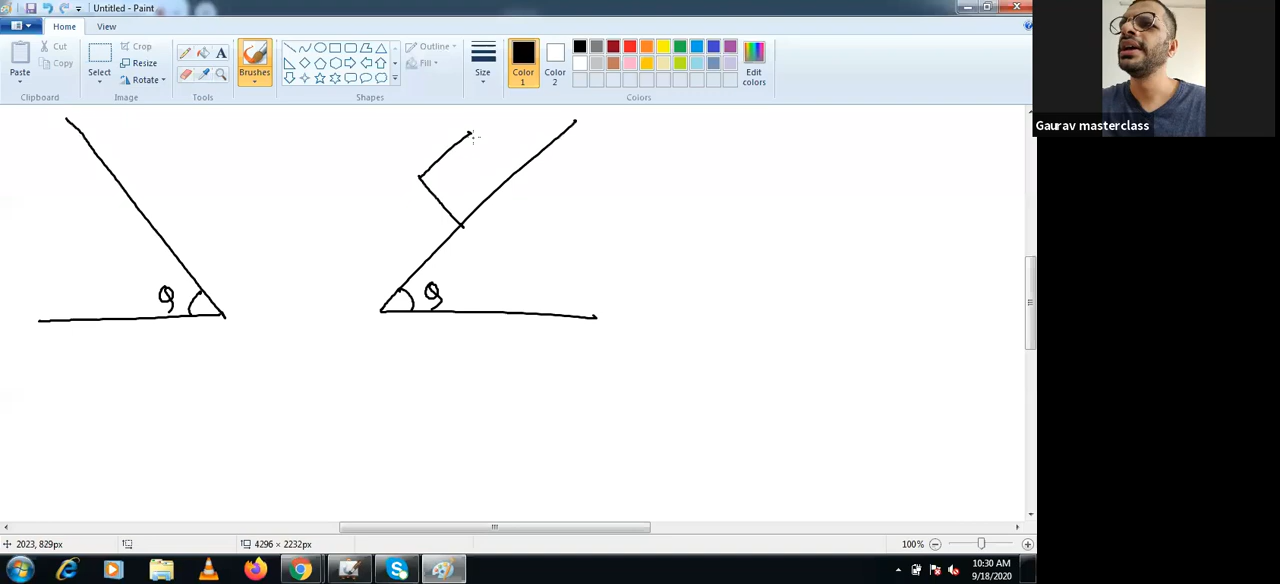 Untitled - Paint
Home View
Cut
Copy
Paste
Select
Crop
Resize
Rotate
Brushes
Outline
Fill
Size
Color 1
Color 2
Edit colors
Clipboard Image Tools Shapes Colors
Gaurav masterclass
2023, 829px 4296 × 2232px 100%
10:30 AM
9/18/2020